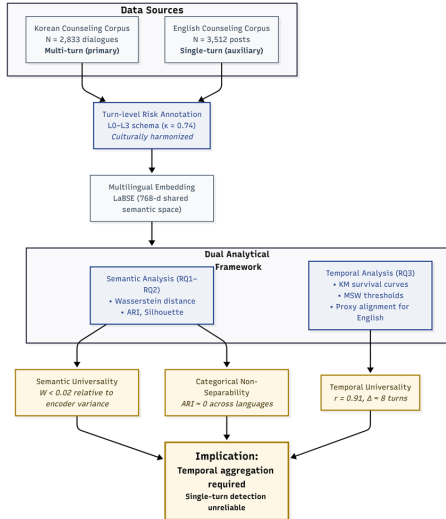 Data Sources
Korean Counseling Corpus
N = 2,833 dialogues
Multi-turn (primary)
English Counseling Corpus
N = 3,512 posts
Single-turn (auxiliary)
Turn-level Risk Annotation
L0–L3 schema (κ = 0.74)
Culturally harmonized
Multilingual Embedding
LaBSE (768-d shared
semantic space)
Dual Analytical
Framework
Semantic Analysis (RQ1–
RQ2)
• Wasserstein distance
• ARI, Silhouette
Temporal Analysis (RQ3)
• KM survival curves
• MSW thresholds
• Proxy alignment for
English
Semantic Universality
W < 0.02 relative to
encoder variance
Categorical Non-
Separability
ARI ≈ 0 across languages
Temporal Universality
r = 0.91, Δ ≈ 8 turns
Implication:
Temporal aggregation
required
Single-turn detection
unreliable